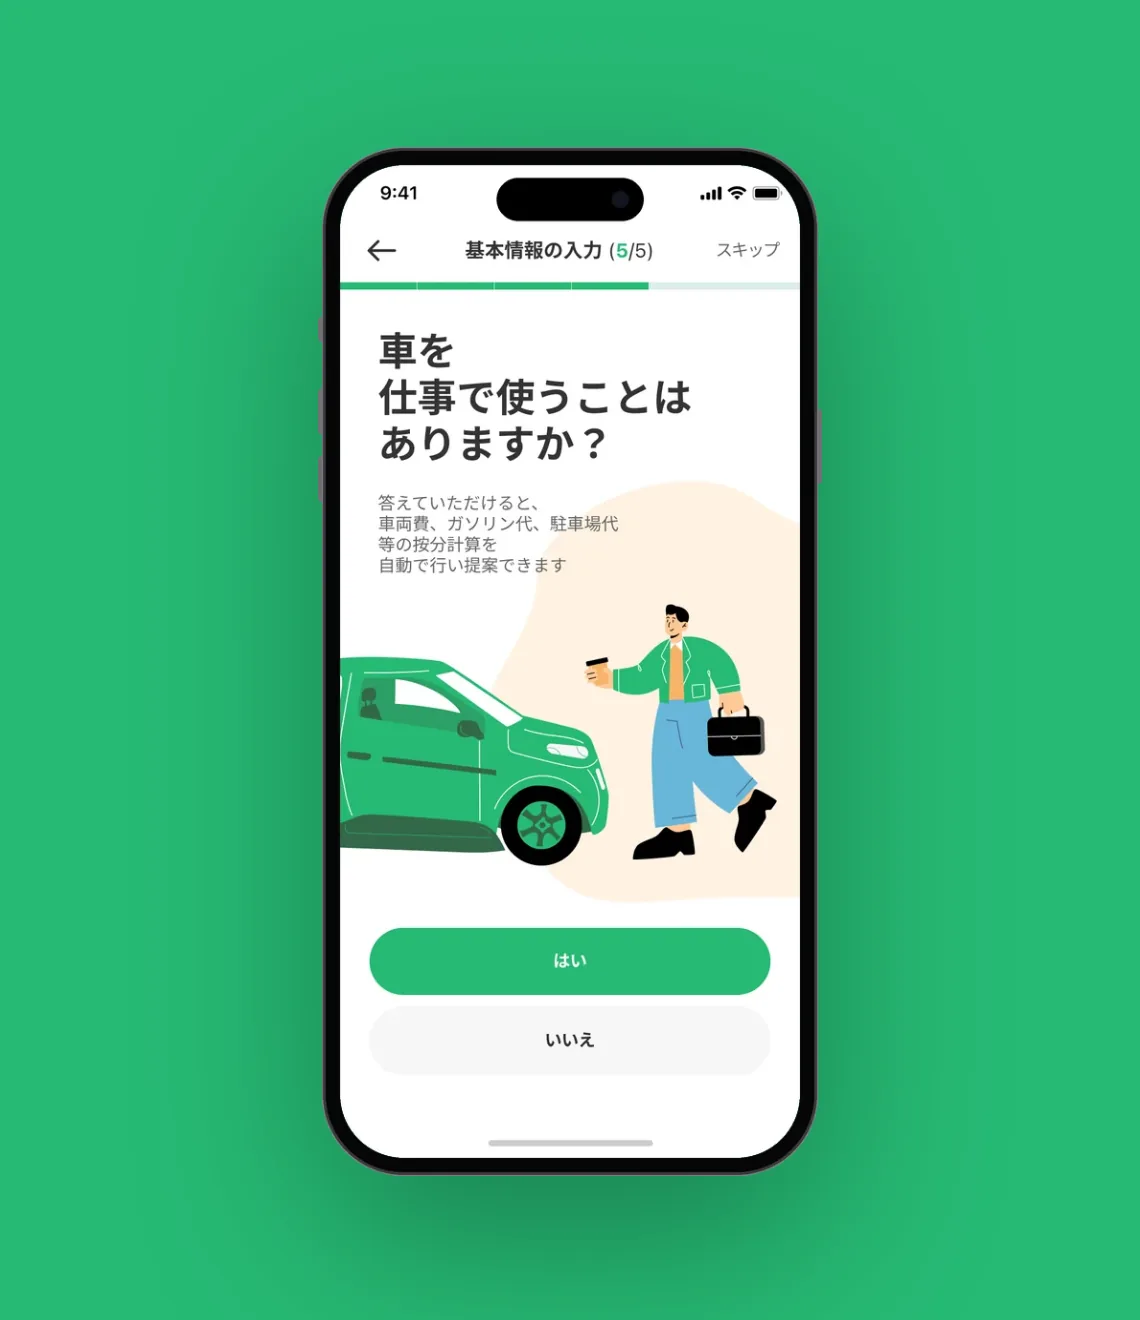 9:41
基本情報の入力 (5/5)
スキップ
車を
仕事で使うことは
ありますか？
答えていただけると、
車両費、ガソリン代、駐車場代
等の按分計算を
自動で行い提案できます
はい
いいえ